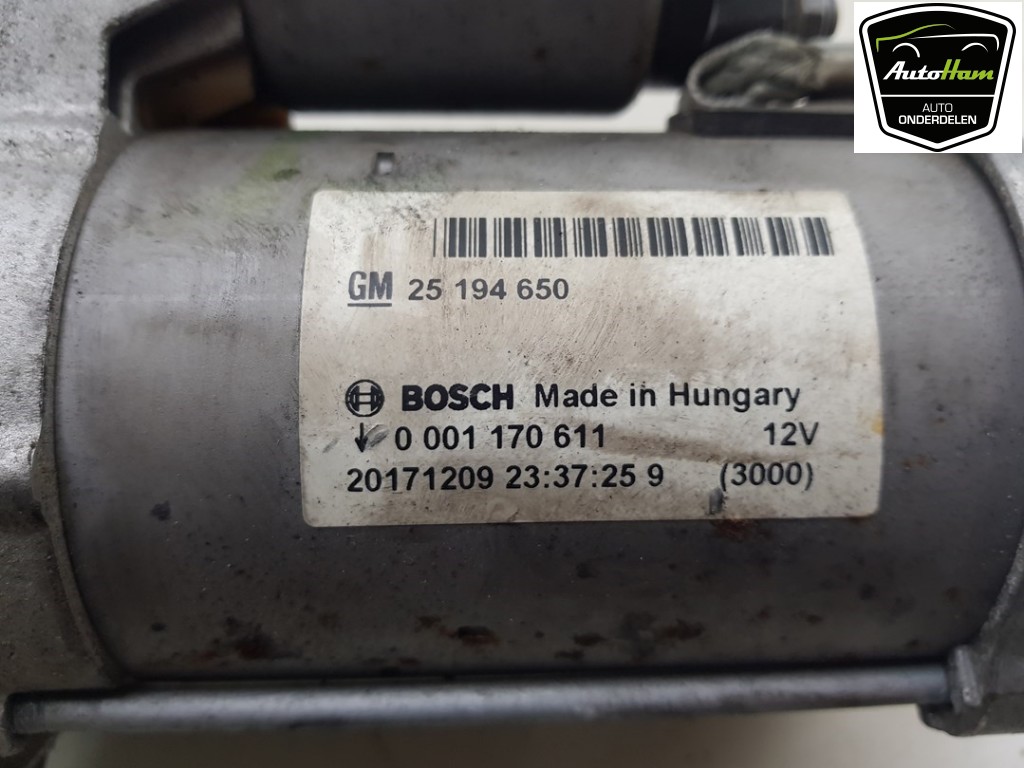 AutoHam
AUTO
ONDERDELEN
GM 25 194 650
BOSCH Made in Hungary
0 001 170 611 12V
20171209 23:37:25 9 (3000)